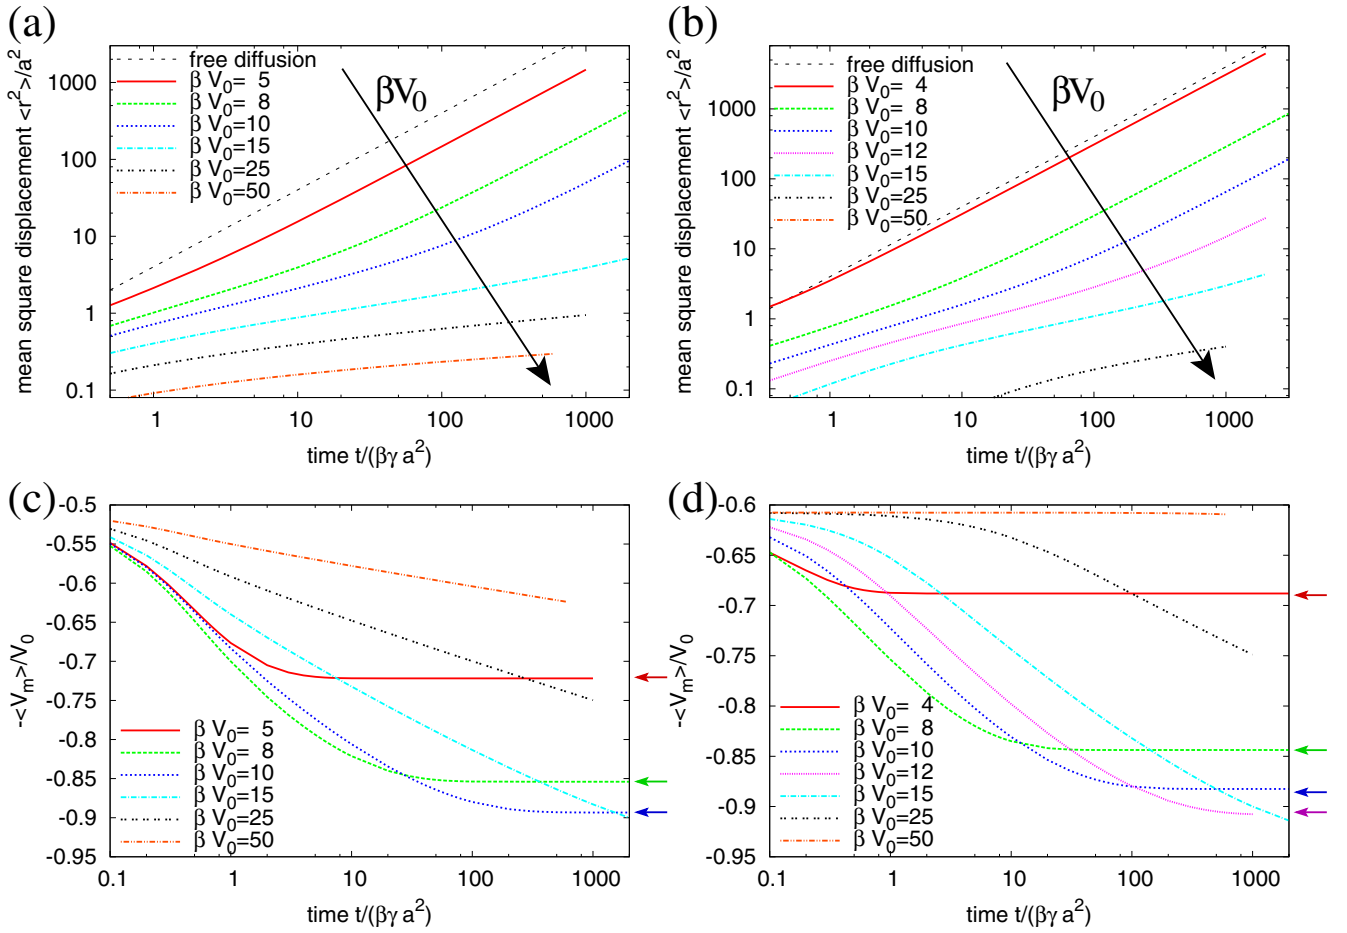 (a)
mean square displacement <r²>/a²
1000
100
10
1
0.1
free diffusion
β V₀= 5
β V₀= 8
β V₀=10
β V₀=15
β V₀=25
β V₀=50
βV₀
1 10 100 1000
time t/(βγ a²)
(b)
mean square displacement <r²>/a²
1000
100
10
1
0.1
free diffusion
β V₀= 4
β V₀= 8
β V₀=10
β V₀=12
β V₀=15
β V₀=25
β V₀=50
βV₀
1 10 100 1000
time t/(βγ a²)
(c)
-<Vₘ>/V₀
-0.5
-0.55
-0.6
-0.65
-0.7
-0.75
-0.8
-0.85
-0.9
-0.95
β V₀= 5
β V₀= 8
β V₀=10
β V₀=15
β V₀=25
β V₀=50
0.1 1 10 100 1000
time t/(βγ a²)
(d)
-<Vₘ>/V₀
-0.6
-0.65
-0.7
-0.75
-0.8
-0.85
-0.9
-0.95
β V₀= 4
β V₀= 8
β V₀=10
β V₀=12
β V₀=15
β V₀=25
β V₀=50
0.1 1 10 100 1000
time t/(βγ a²)